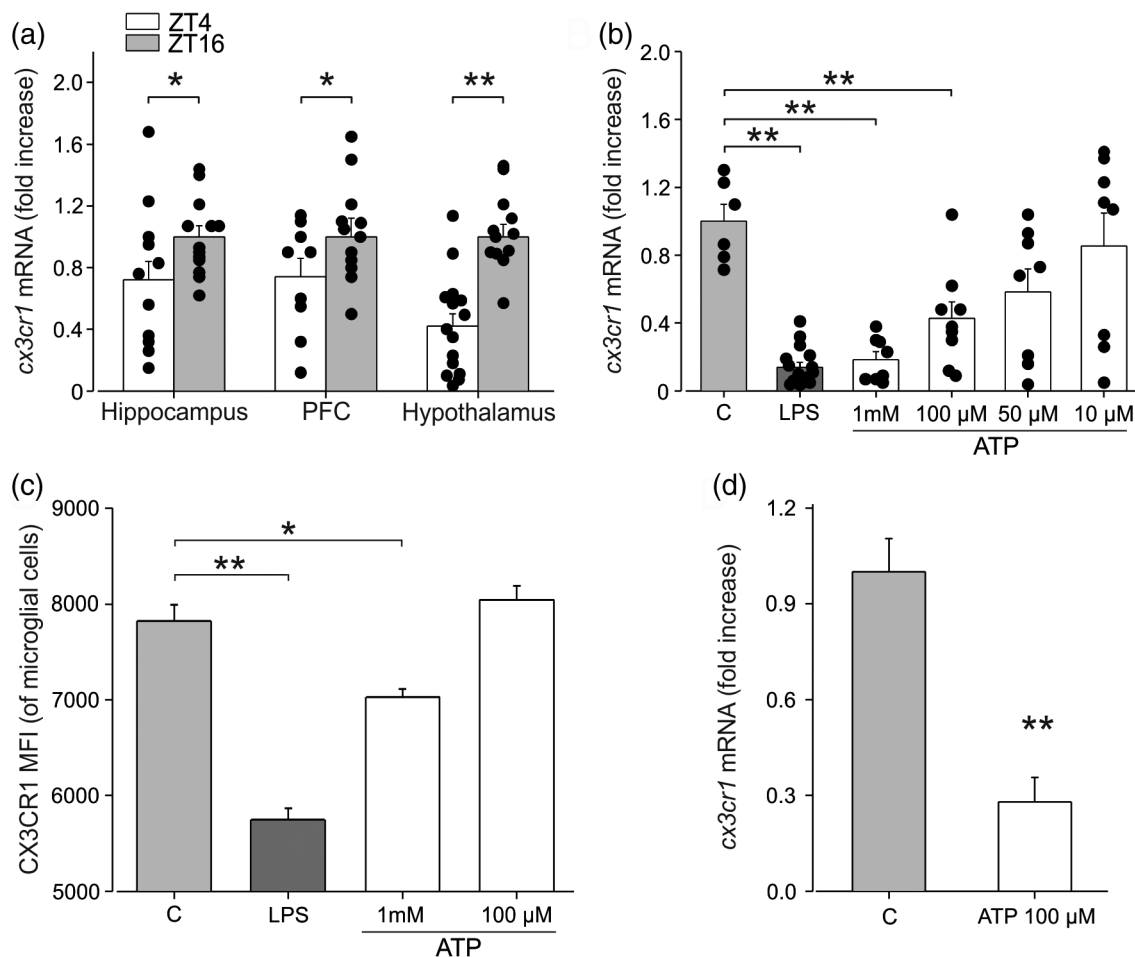 (a)
ZT4
ZT16
cx3cr1 mRNA (fold increase)
2.0
1.6
1.2
0.8
0.4
0
* * **
Hippocampus PFC Hypothalamus
(b)
cx3cr1 mRNA (fold increase)
2.0
1.6
1.2
0.8
0.4
0
**
**
**
C LPS 1mM 100 µM 50 µM 10 µM
ATP
(c)
CX3CR1 MFI (of microglial cells)
9000
8000
7000
6000
5000
*
**
C LPS 1mM 100 µM
ATP
(d)
cx3cr1 mRNA (fold increase)
1.2
0.9
0.6
0.3
0.0
**
C ATP 100 µM